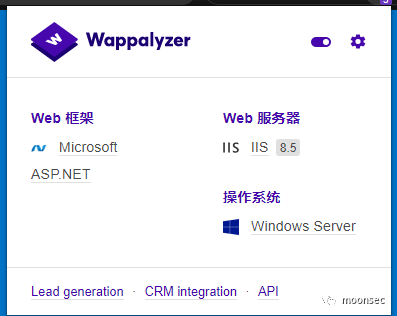 Wappalyzer
Web 框架
Microsoft
ASP.NET
Web 服务器
IIS IIS 8.5
操作系统
Windows Server
Lead generation · CRM integration · API
moonsec